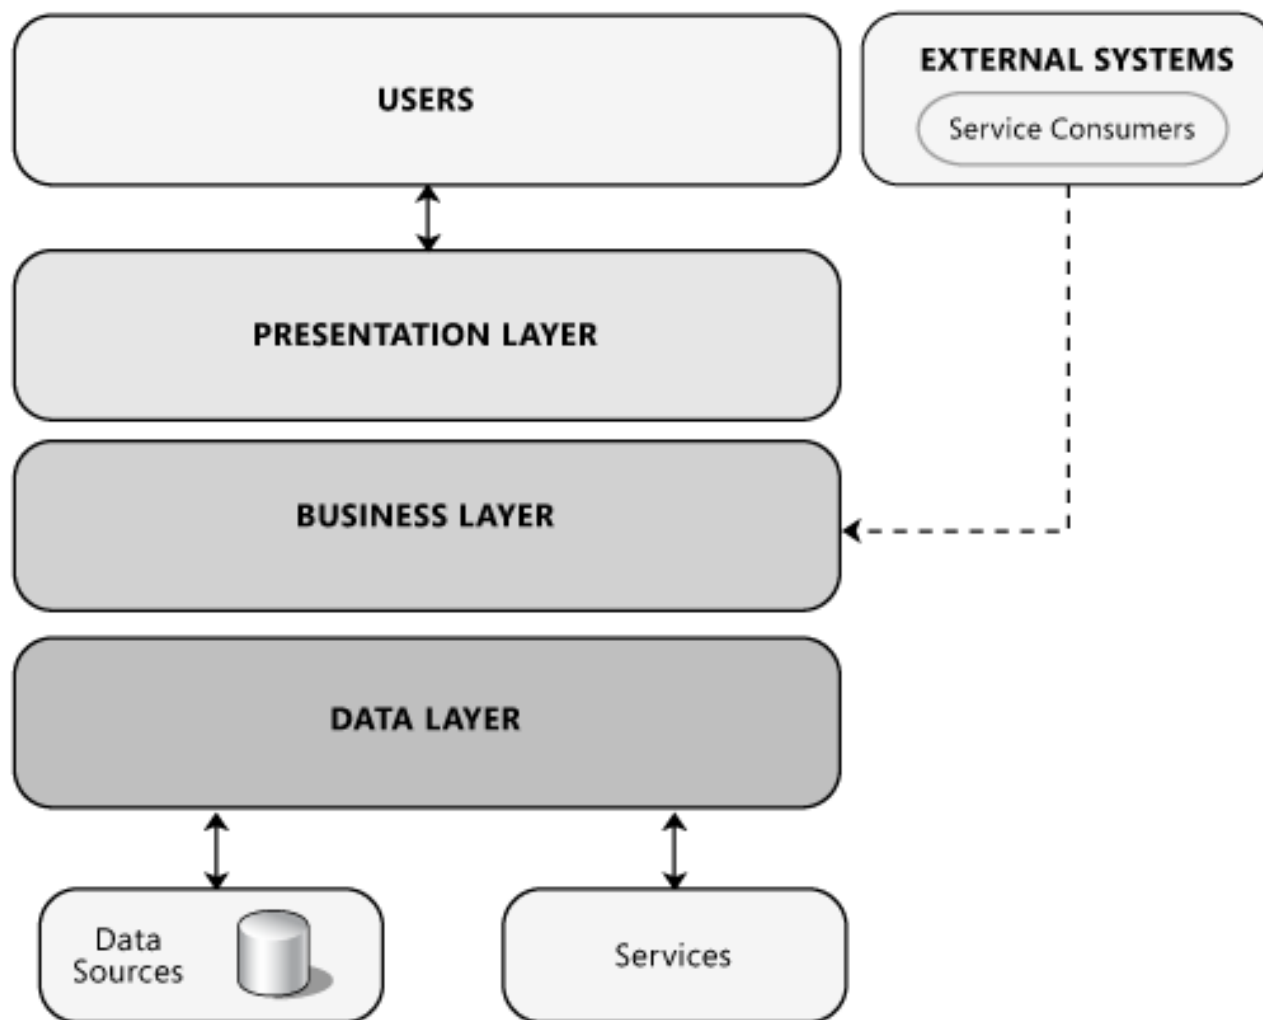 USERS
EXTERNAL SYSTEMS
Service Consumers
PRESENTATION LAYER
BUSINESS LAYER
DATA LAYER
Data
Sources
Services